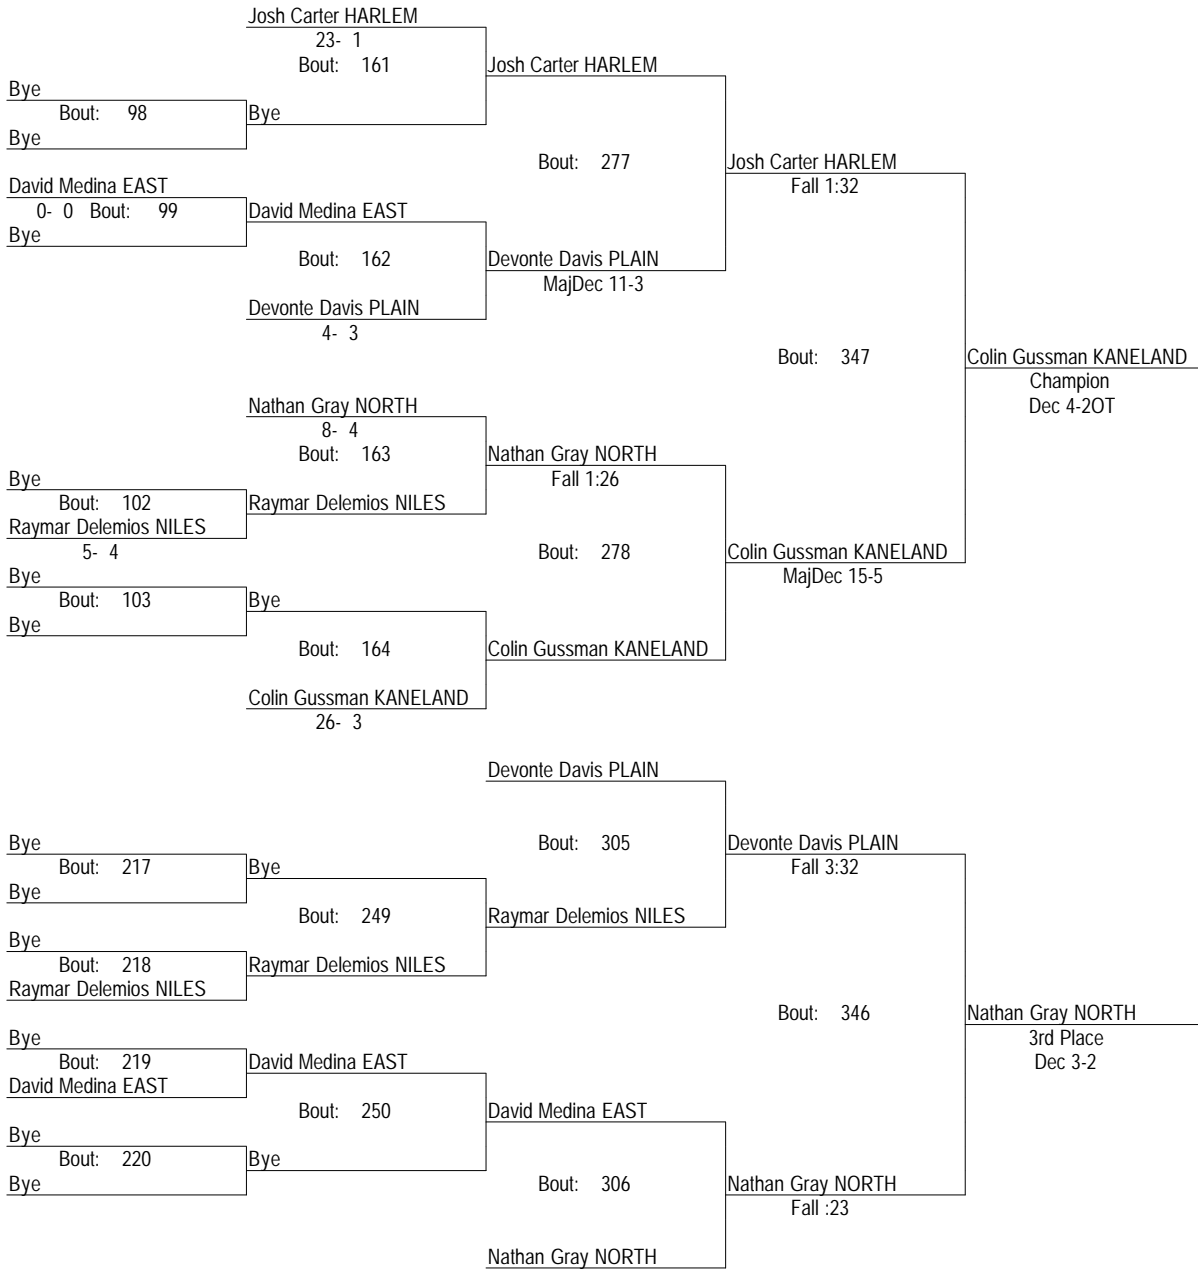 Josh Carter HARLEM
23- 1
Bout: 161
Josh Carter HARLEM
Bye
Bout: 98
Bye
Bye
Bout: 277
Josh Carter HARLEM
Fall 1:32
David Medina EAST
0- 0 Bout: 99
David Medina EAST
Bye
Bout: 162
Devonte Davis PLAIN
MajDec 11-3
Devonte Davis PLAIN
4- 3
Bout: 347
Colin Gussman KANELAND
Champion
Dec 4-2OT
Nathan Gray NORTH
8- 4
Bout: 163
Nathan Gray NORTH
Fall 1:26
Bye
Bout: 102
Raymar Delemios NILES
Raymar Delemios NILES
5- 4
Bout: 278
Colin Gussman KANELAND
MajDec 15-5
Bye
Bout: 103
Bye
Bye
Bout: 164
Colin Gussman KANELAND
Colin Gussman KANELAND
26- 3
Devonte Davis PLAIN
Bout: 305
Devonte Davis PLAIN
Fall 3:32
Bye
Bout: 217
Bye
Bye
Bout: 249
Raymar Delemios NILES
Bye
Bout: 218
Raymar Delemios NILES
Raymar Delemios NILES
Bout: 346
Nathan Gray NORTH
3rd Place
Dec 3-2
Bye
Bout: 219
David Medina EAST
David Medina EAST
Bout: 250
David Medina EAST
Bye
Bout: 220
Bye
Bye
Bout: 306
Nathan Gray NORTH
Fall :23
Nathan Gray NORTH